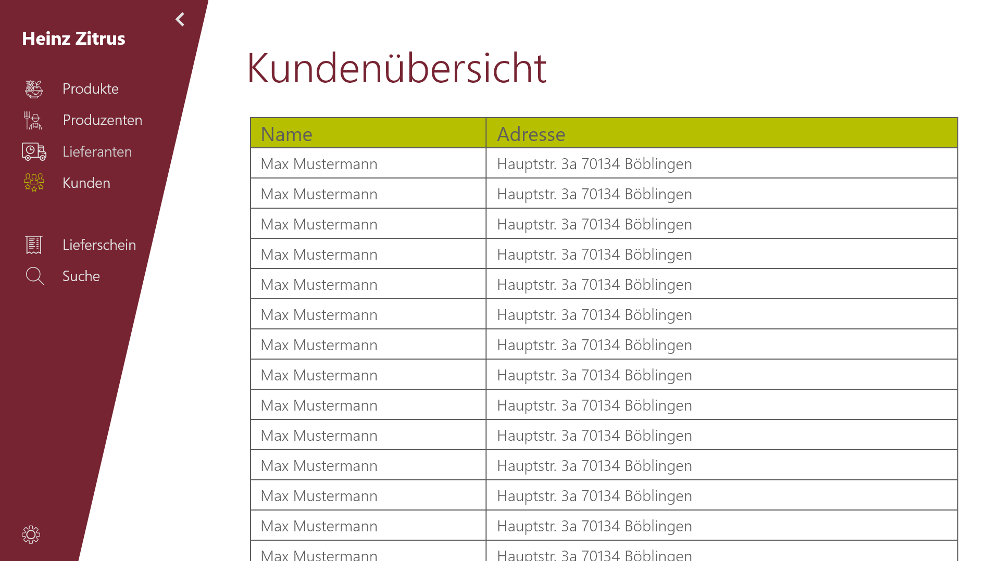 Heinz Zitrus
Produkte
Produzenten
Lieferanten
Kunden
Lieferschein
Suche
Kundenübersicht
Name Adresse
Max Mustermann Hauptstr. 3a 70134 Böblingen
Max Mustermann Hauptstr. 3a 70134 Böblingen
Max Mustermann Hauptstr. 3a 70134 Böblingen
Max Mustermann Hauptstr. 3a 70134 Böblingen
Max Mustermann Hauptstr. 3a 70134 Böblingen
Max Mustermann Hauptstr. 3a 70134 Böblingen
Max Mustermann Hauptstr. 3a 70134 Böblingen
Max Mustermann Hauptstr. 3a 70134 Böblingen
Max Mustermann Hauptstr. 3a 70134 Böblingen
Max Mustermann Hauptstr. 3a 70134 Böblingen
Max Mustermann Hauptstr. 3a 70134 Böblingen
Max Mustermann Hauptstr. 3a 70134 Böblingen
Max Mustermann Hauptstr. 3a 70134 Böblingen
Max Mustermann Hauptstr. 3a 70134 Böblingen